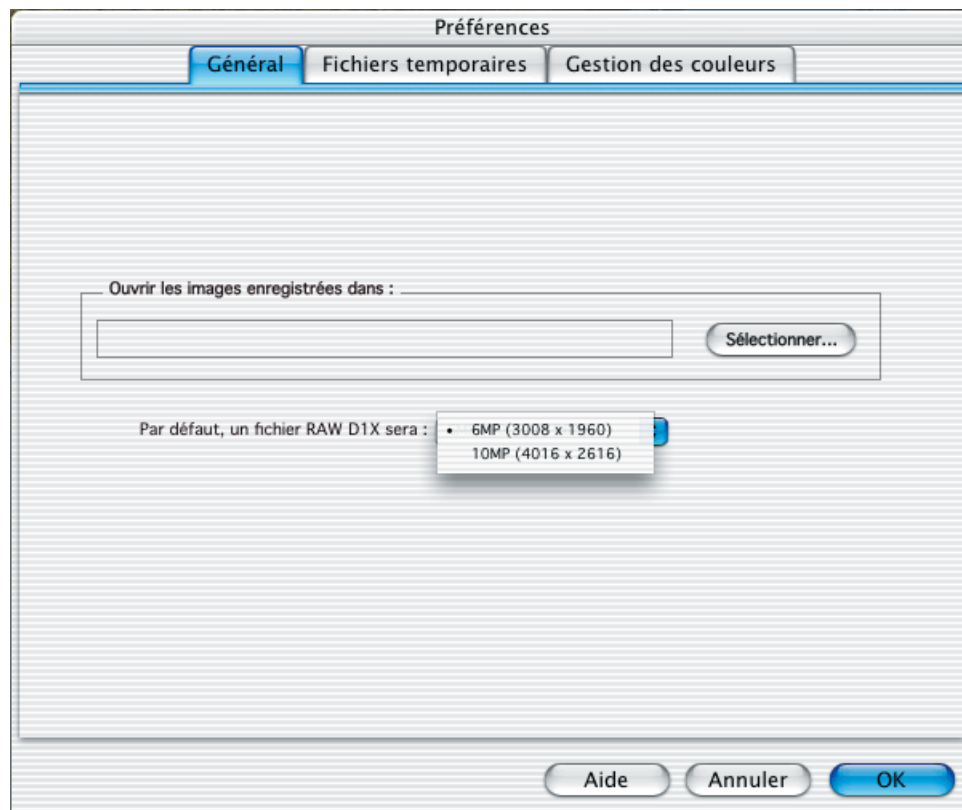 Préférences
Général Fichiers temporaires Gestion des couleurs
Ouvrir les images enregistrées dans :
Sélectionner...
Par défaut, un fichier RAW D1X sera : • 6MP (3008 x 1960)
10MP (4016 x 2616)
Aide Annuler OK